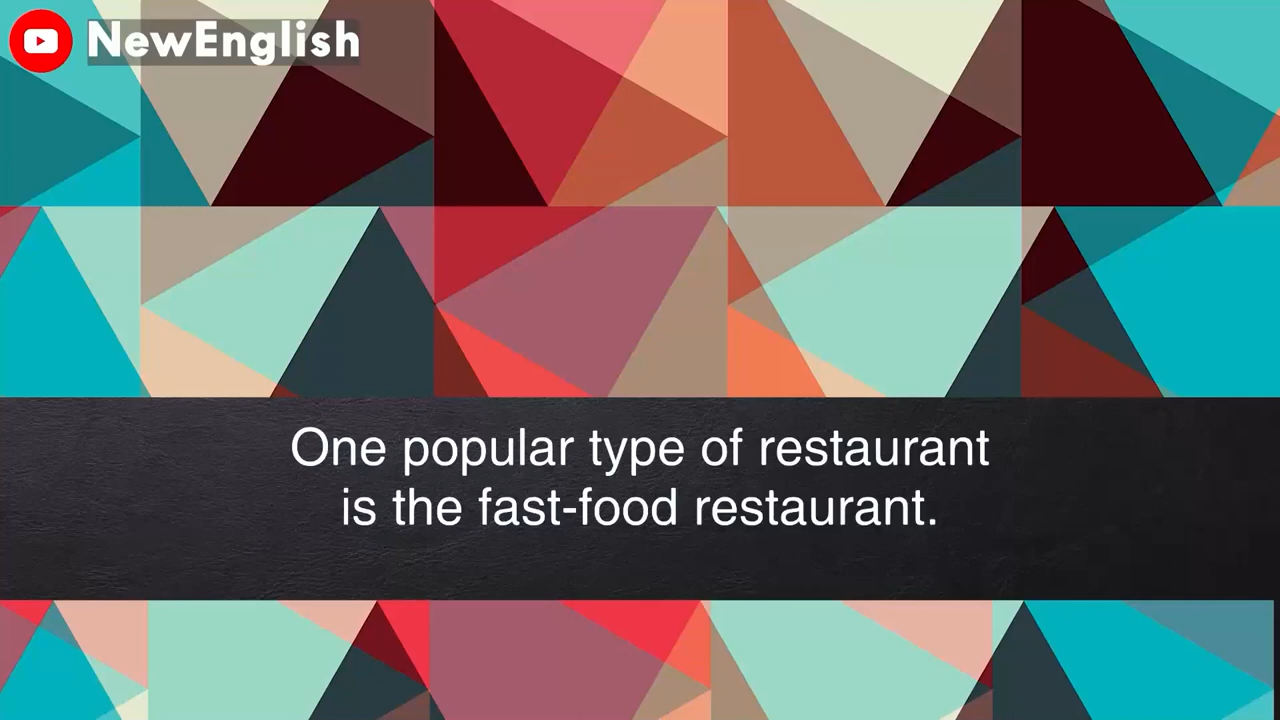 NewEnglish
One popular type of restaurant
is the fast-food restaurant.